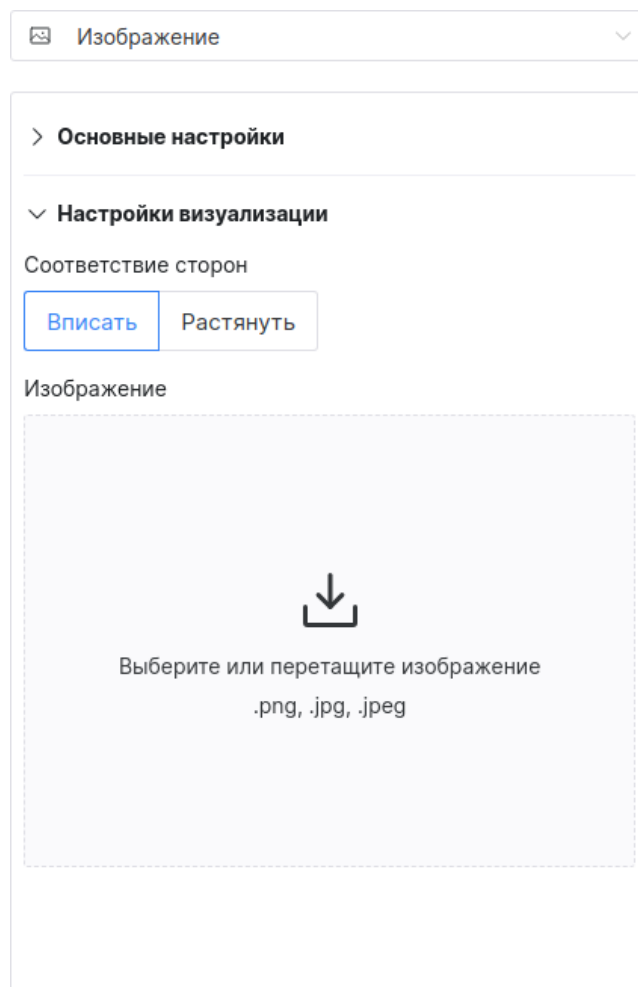 Изображение
Основные настройки
Настройки визуализации
Соответствие сторон
Вписать Растянуть
Изображение
Выберите или перетащите изображение
.png, .jpg, .jpeg